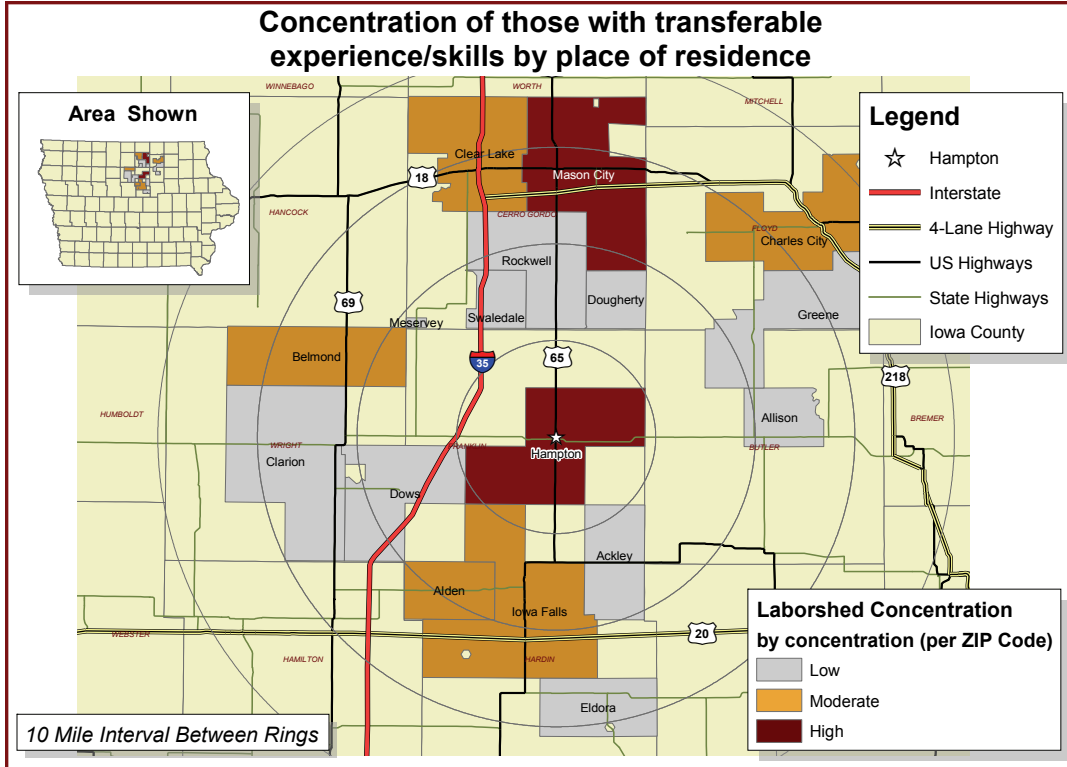 Concentration of those with transferable
experience/skills by place of residence
WINNEBAGO
WORTH
MITCHELL
Area Shown
Legend
Hampton
Interstate
4-Lane Highway
US Highways
State Highways
Iowa County
Clear Lake
18
Mason City
HANCOCK
CERRO GORDO
FLOYD
Charles City
Rockwell
69
Meservey
Swaledale
Dougherty
Greene
Belmond
35
65
218
HUMBOLDT
Allison
BREMER
WRIGHT
FRANKLIN
Hampton
BUTLER
Clarion
Dows
Ackley
Alden
Iowa Falls
WEBSTER
20
HAMILTON
HARDIN
Eldora
Laborshed Concentration
by concentration (per ZIP Code)
Low
Moderate
High
10 Mile Interval Between Rings